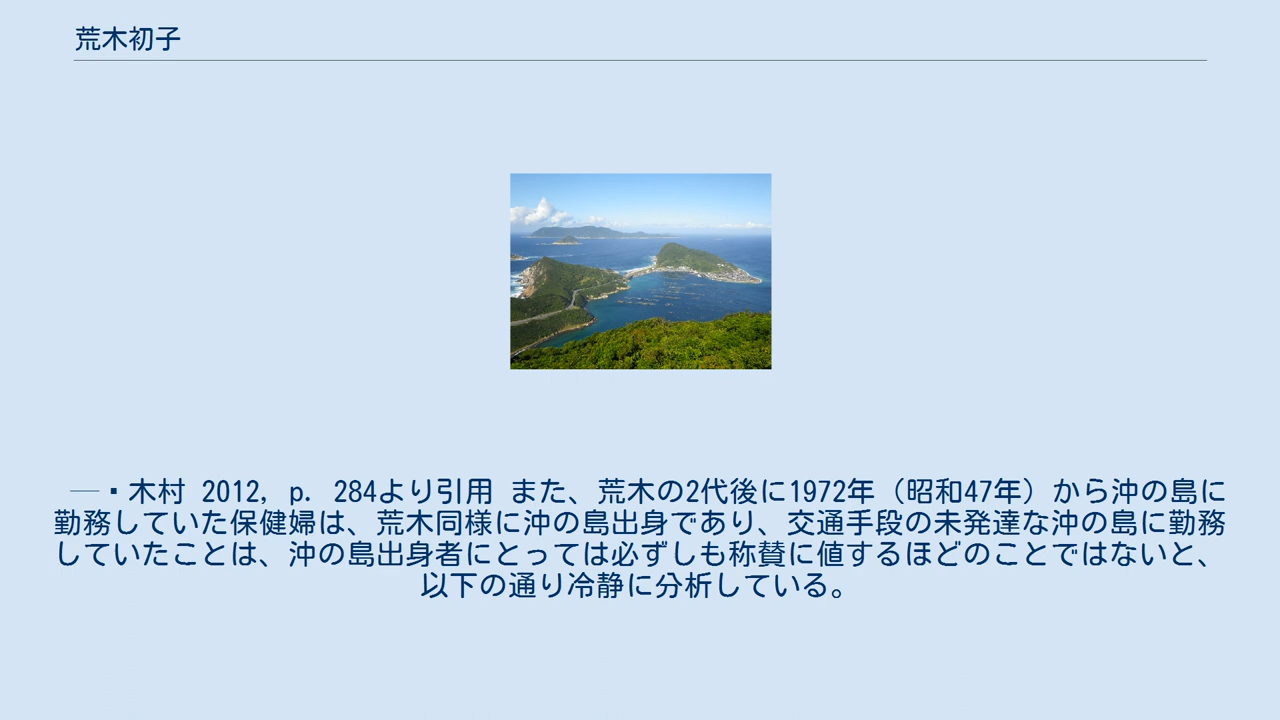 荒木初子
―▪木村 2012, p. 284より引用 また、荒木の2代後に1972年（昭和47年）から沖の島に
勤務していた保健婦は、荒木同様に沖の島出身であり、交通手段の未発達な沖の島に勤務
していたことは、沖の島出身者にとっては必ずしも称賛に値するほどのことではないと、
以下の通り冷静に分析している。